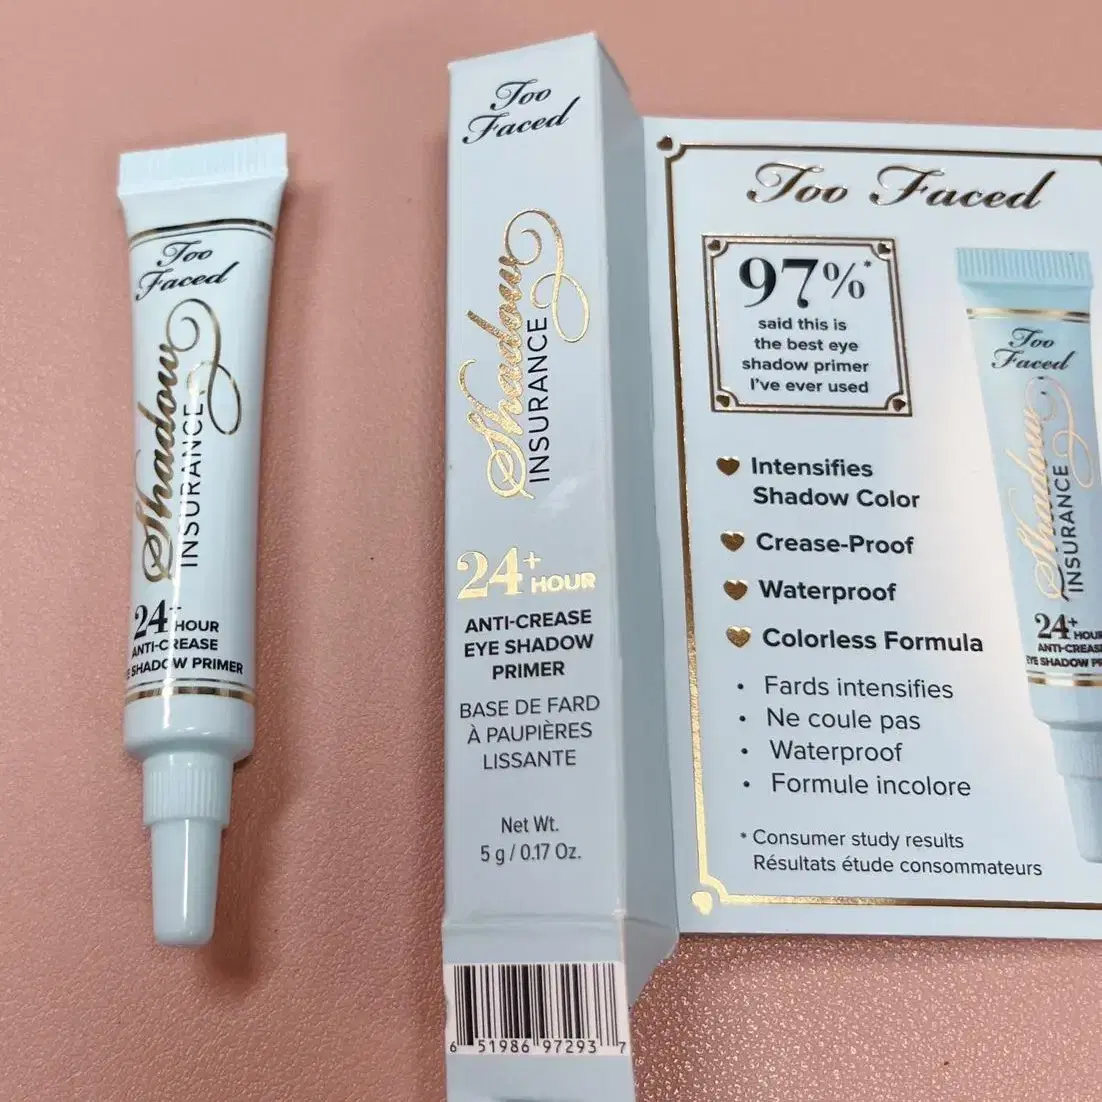 Too
Faced
Shadow
INSURANCE
24+
HOUR
ANTI-CREASE
EYE SHADOW PRIMER
Too
Faced
Shadow
INSURANCE
24+
HOUR
ANTI-CREASE
EYE SHADOW
PRIMER
BASE DE FARD
À PAUPIÈRES
LISSANTE
Net Wt.
5 g / 0.17 Oz.
6 51986 97293 7
Too Faced
97%*
said this is
the best eye
shadow primer
I've ever used
Intensifies
Shadow Color
Crease-Proof
Waterproof
Colorless Formula
• Fards intensifies
• Ne coule pas
• Waterproof
• Formule incolore
* Consumer study results
Résultats étude consommateurs
Too
Faced
Shadow
INSURANCE
24+
HOUR
ANTI-CREAS
EYE SHADOW PR